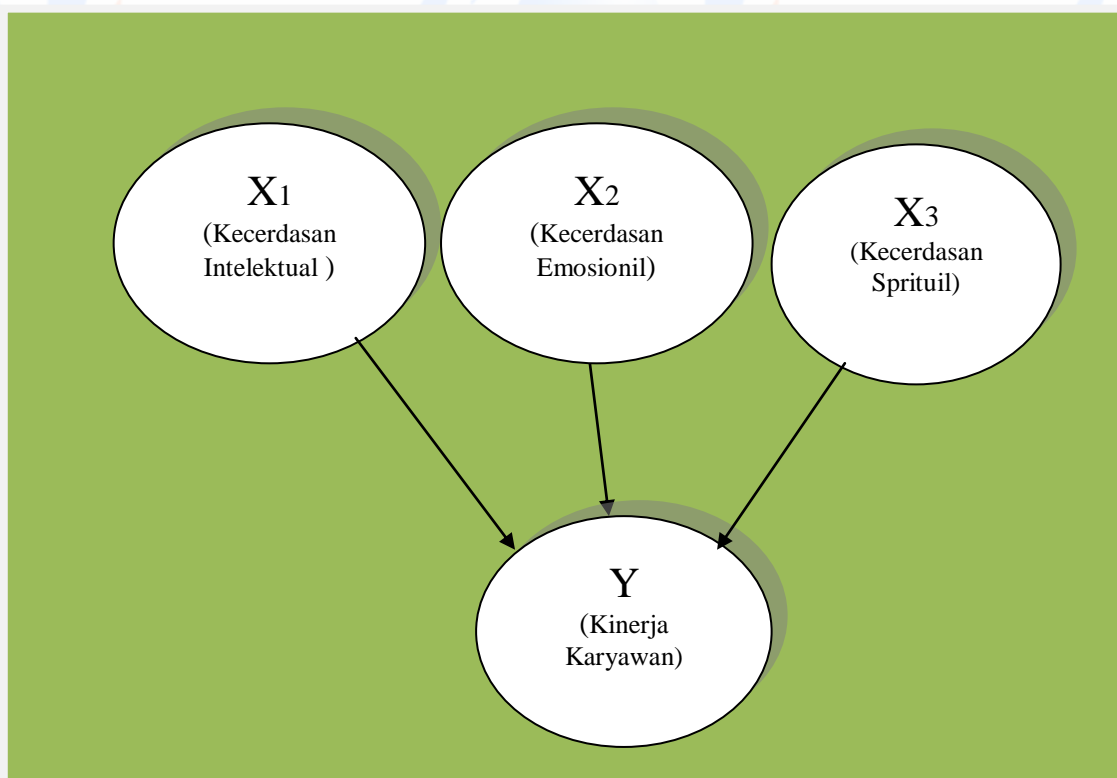 X1
(Kecerdasan
Intelektual )
X2
(Kecerdasan
Emosionil)
X3
(Kecerdasan
Sprituil)
Y
(Kinerja
Karyawan)